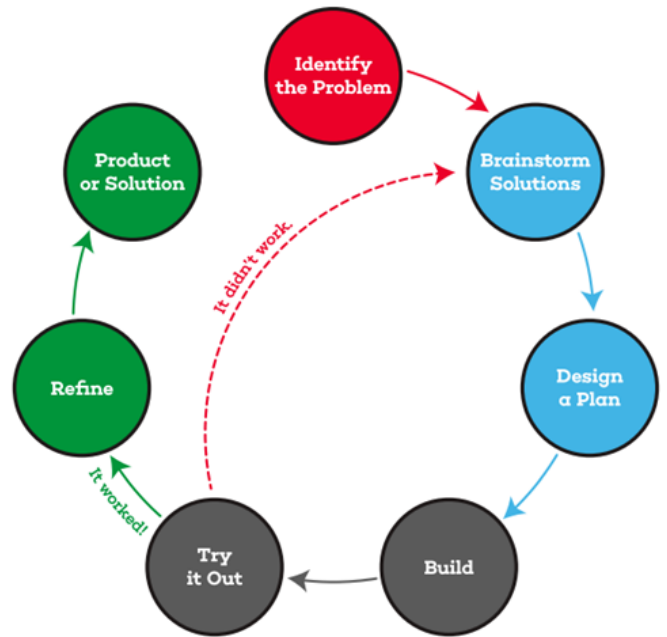 Identify
the Problem
Brainstorm
Solutions
Design
a Plan
Build
Try
it Out
It didn't work.
It worked!
Refine
Product
or Solution